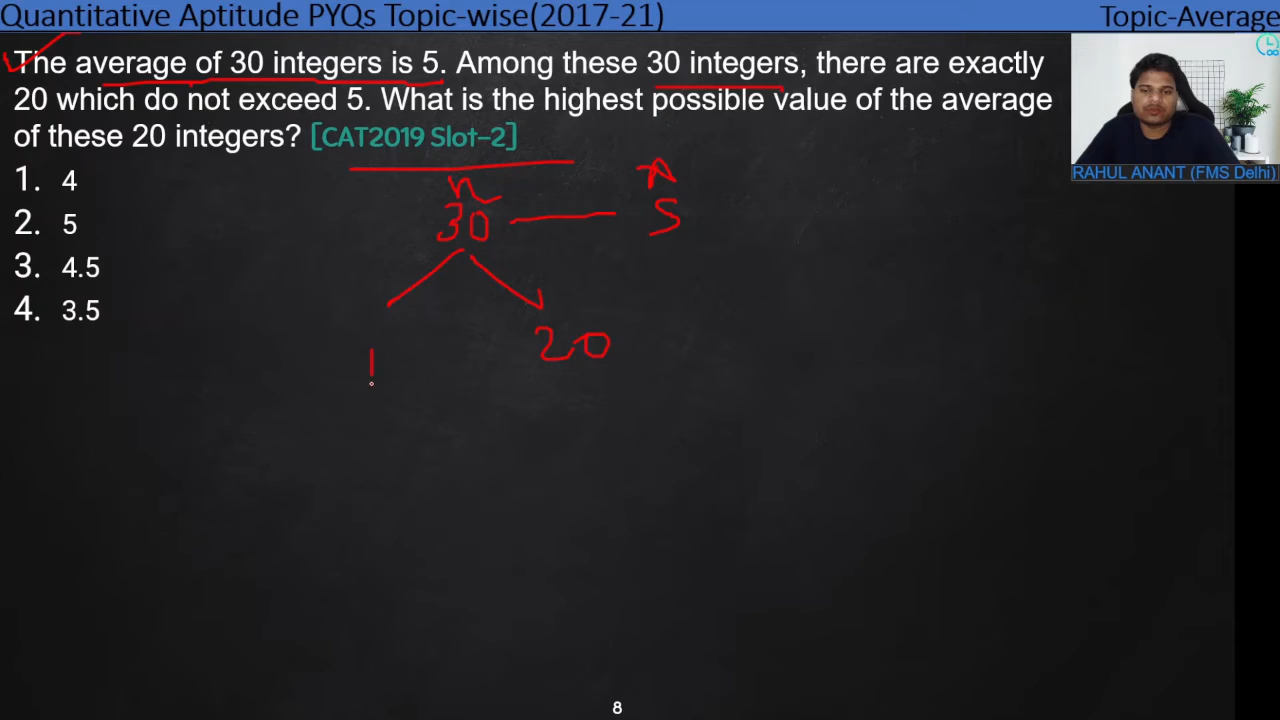 Quantitative Aptitude PYQs Topic-wise(2017-21)
Topic-Average
The average of 30 integers is 5. Among these 30 integers, there are exactly
20 which do not exceed 5. What is the highest possible value of the average
of these 20 integers? [CAT2019 Slot-2]
RAHUL ANANT (FMS Delhi)
1. 4
2. 5
3. 4.5
4. 3.5
n A
30 — 5
1 20
8